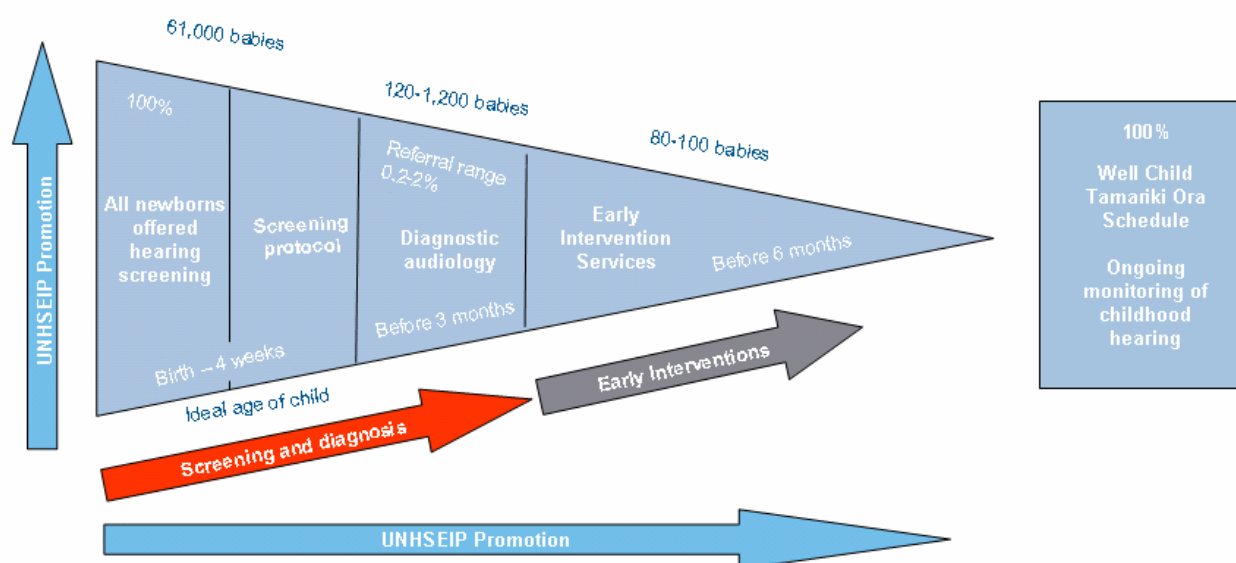 61,000 babies
120-1,200 babies
80-100 babies
UNHSEIP Promotion
100%
All newborns
offered
hearing
screening
Birth – 4 weeks
Screening
protocol
Referral range
0.2-2%
Diagnostic
audiology
Before 3 months
Early
Intervention
Services
Before 6 months
Ideal age of child
Screening and diagnosis
Early Interventions
UNHSEIP Promotion
100%
Well Child
Tamariki Ora
Schedule
Ongoing
monitoring of
childhood
hearing